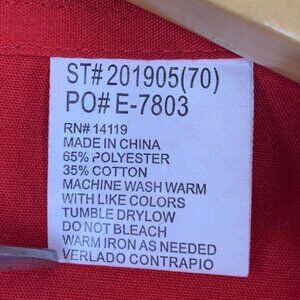 ST# 201905(70)
PO# E-7803
RN# 14119
MADE IN CHINA
65% POLYESTER
35% COTTON
MACHINE WASH WARM
WITH LIKE COLORS
TUMBLE DRYLOW
DO NOT BLEACH
WARM IRON AS NEEDED
VERLADO CONTRAPIO